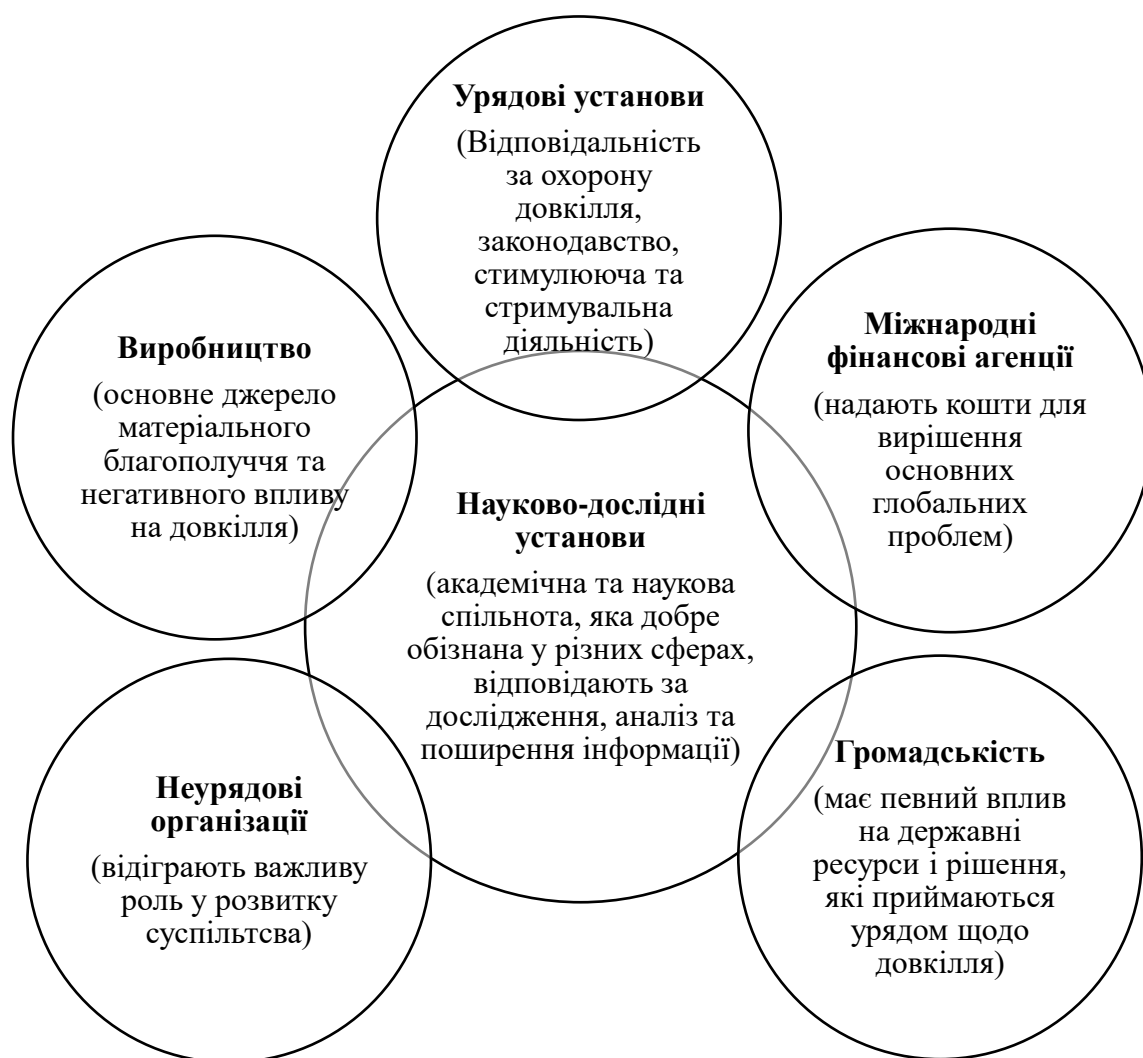 Урядові установи
(Відповідальність
за охорону
довкілля,
законодавство,
стимулююча та
стримувальна
діяльність)
Міжнародні
фінансові агенції
(надають кошти для
вирішення
основних
глобальних
проблем)
Громадськість
(має певний вплив
на державні
ресурси і рішення,
які приймаються
урядом щодо
довкілля)
Неурядові
організації
(відіграють важливу
роль у розвитку
суспільтсва)
Виробництво
(основне джерело
матеріального
благополуччя та
негативного впливу
на довкілля)
Науково-дослідні
установи
(академічна та наукова
спільнота, яка добре
обізнана у різних сферах,
відповідають за
дослідження, аналіз та
поширення інформації)